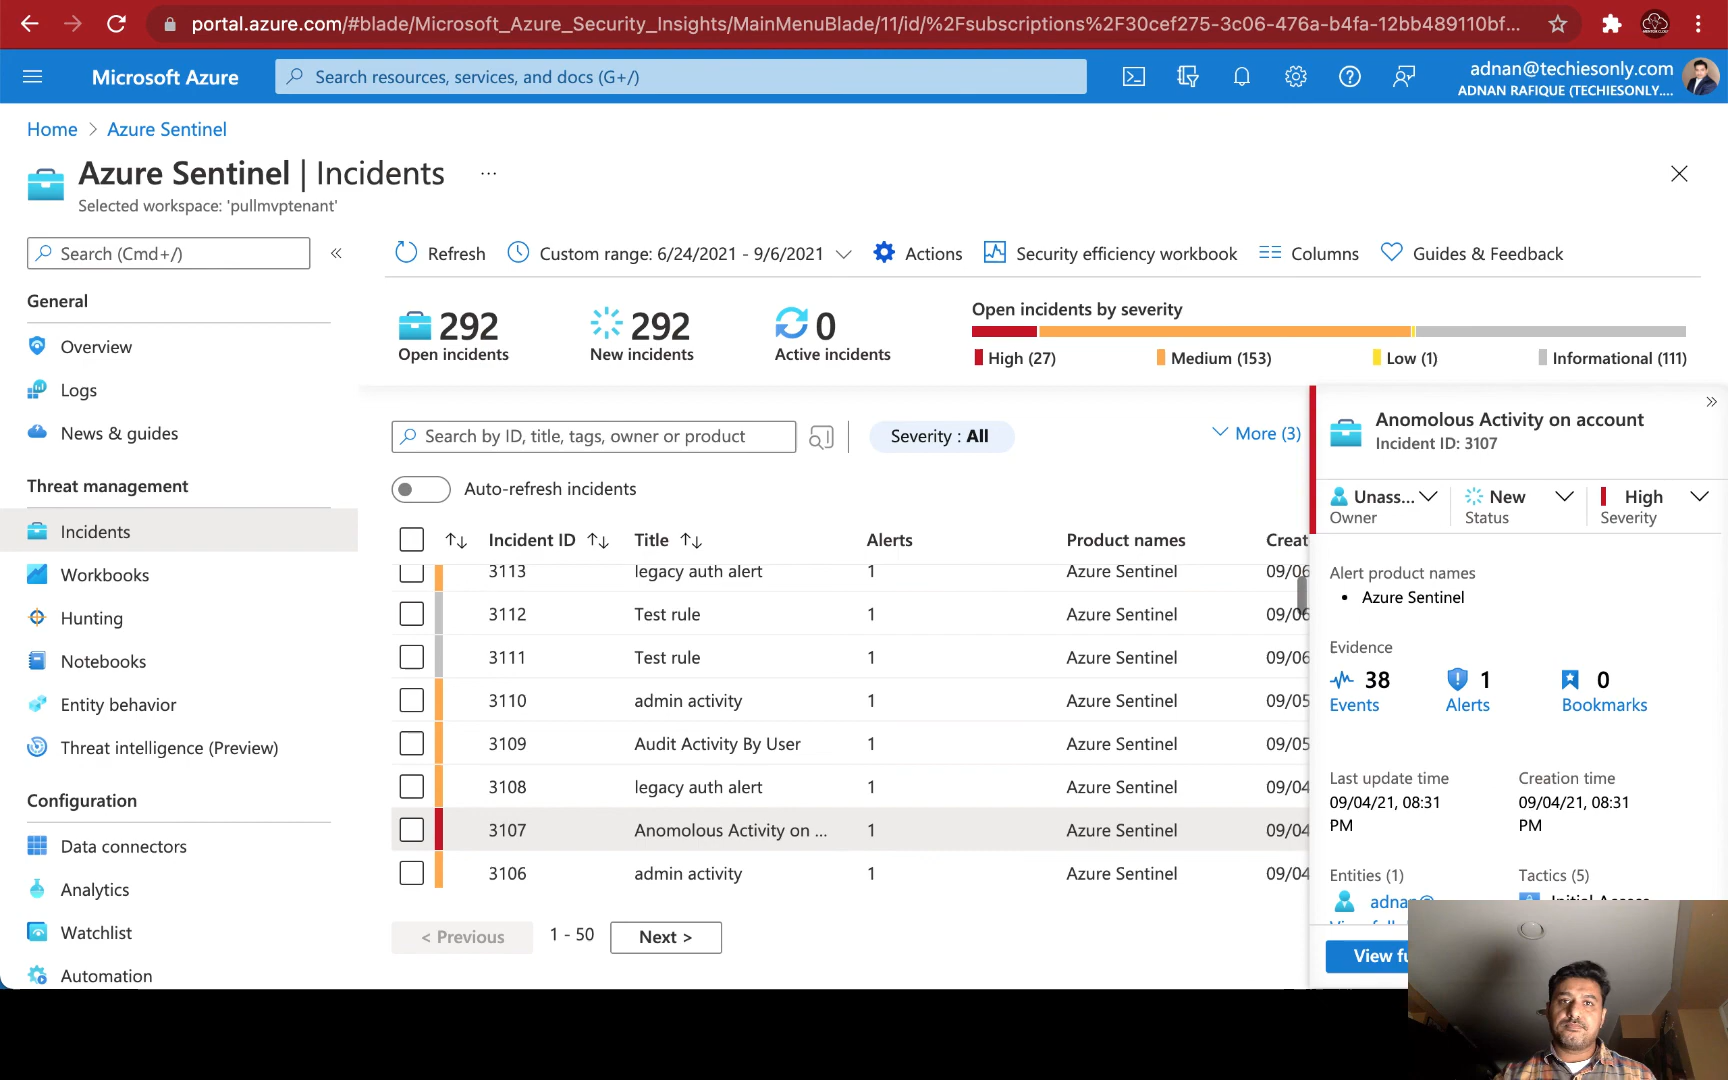 portal.azure.com/#blade/Microsoft_Azure_Security_Insights/MainMenuBlade/11/id/%2Fsubscriptions%2F30cef275-3c06-476a-b4fa-12bb489110bf...
Microsoft Azure
Search resources, services, and docs (G+/)
adnan@techiesonly.com
ADNAN RAFIQUE (TECHIESONLY....
Home > Azure Sentinel
Azure Sentinel | Incidents ...
Selected workspace: 'pullmvptenant'
Search (Cmd+/)
«
Refresh
Custom range: 6/24/2021 - 9/6/2021
Actions
Security efficiency workbook
Columns
Guides & Feedback
General
Overview
Logs
News & guides
Threat management
Incidents
Workbooks
Hunting
Notebooks
Entity behavior
Threat intelligence (Preview)
Configuration
Data connectors
Analytics
Watchlist
Automation
292
Open incidents
292
New incidents
0
Active incidents
Open incidents by severity
High (27)
Medium (153)
Low (1)
Informational (111)
Search by ID, title, tags, owner or product
Severity : All
More (3)
Auto-refresh incidents
Incident ID Title Alerts Product names Creat
3113 legacy auth alert 1 Azure Sentinel 09/06
3112 Test rule 1 Azure Sentinel 09/06
3111 Test rule 1 Azure Sentinel 09/06
3110 admin activity 1 Azure Sentinel 09/05
3109 Audit Activity By User 1 Azure Sentinel 09/05
3108 legacy auth alert 1 Azure Sentinel 09/04
3107 Anomolous Activity on ... 1 Azure Sentinel 09/04
3106 admin activity 1 Azure Sentinel 09/04
< Previous 1 - 50 Next >
»
Anomolous Activity on account
Incident ID: 3107
Unass...
Owner
New
Status
High
Severity
Alert product names
• Azure Sentinel
Evidence
38
Events
1
Alerts
0
Bookmarks
Last update time
09/04/21, 08:31
PM
Creation time
09/04/21, 08:31
PM
Entities (1)
Tactics (5)
Initial Access
View fu